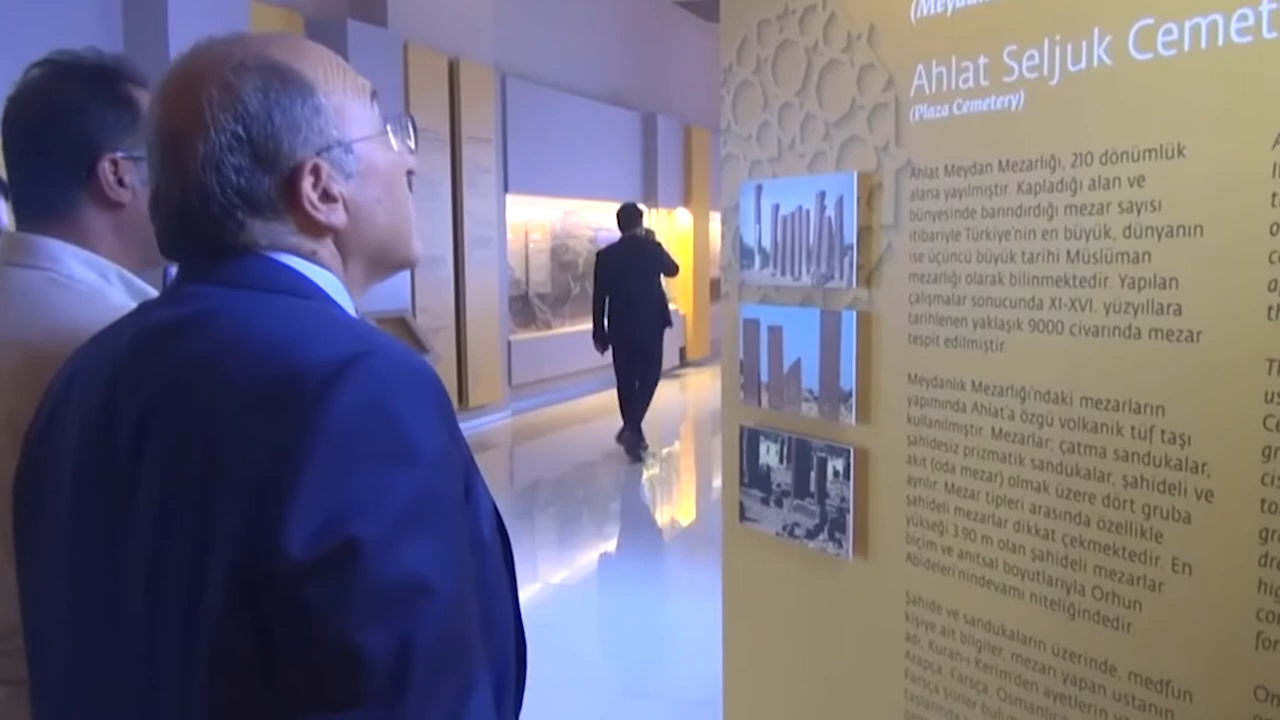 Ahlat Seljuk Cemet
(Plaza Cemetery)
Ahlat Meydan Mezarlığı, 210 dönümlük
alana yayılmıştır. Kapladığı alan ve
bünyesinde barındırdığı mezar sayısı
itibariyle Türkiye'nin en büyük, dünyanın
ise üçüncü büyük tarihi Müslüman
mezarlığı olarak bilinmektedir. Yapılan
çalışmalar sonucunda XI-XVI. yüzyıllara
tarihlenen yaklaşık 9000 civarında mezar
tespit edilmiştir.
Meydanlık Mezarlığı'ndaki mezarların
yapımında Ahlat'a özgü volkanik tüf taşı
kullanılmıştır. Mezarlar; çatma sandukalar,
şahidesiz prizmatik sandukalar, şahideli ve
akıt (oda mezar) olmak üzere dört gruba
ayrılır. Mezar tipleri arasında özellikle
şahideli mezarlar dikkat çekmektedir. En
yükseği 3.90 m olan şahideli mezarlar
biçim ve anıtsal boyutlarıyla Orhun
Abideleri'nindevamı niteliğindedir.
Şahide ve sandukaların üzerinde, medfun
kişiye ait bilgiler, mezarı yapan ustanın
adı, Kuran-ı Kerim'den ayetlerin
Arapça, Farsça, Osmanlıca
Farsça şiirler